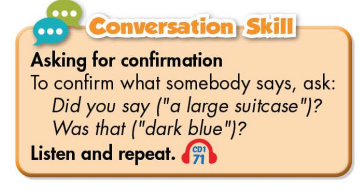 Conversation Skill
Asking for confirmation
To confirm what somebody says, ask:
Did you say ("a large suitcase")?
Was that ("dark blue")?
Listen and repeat. CD1
71